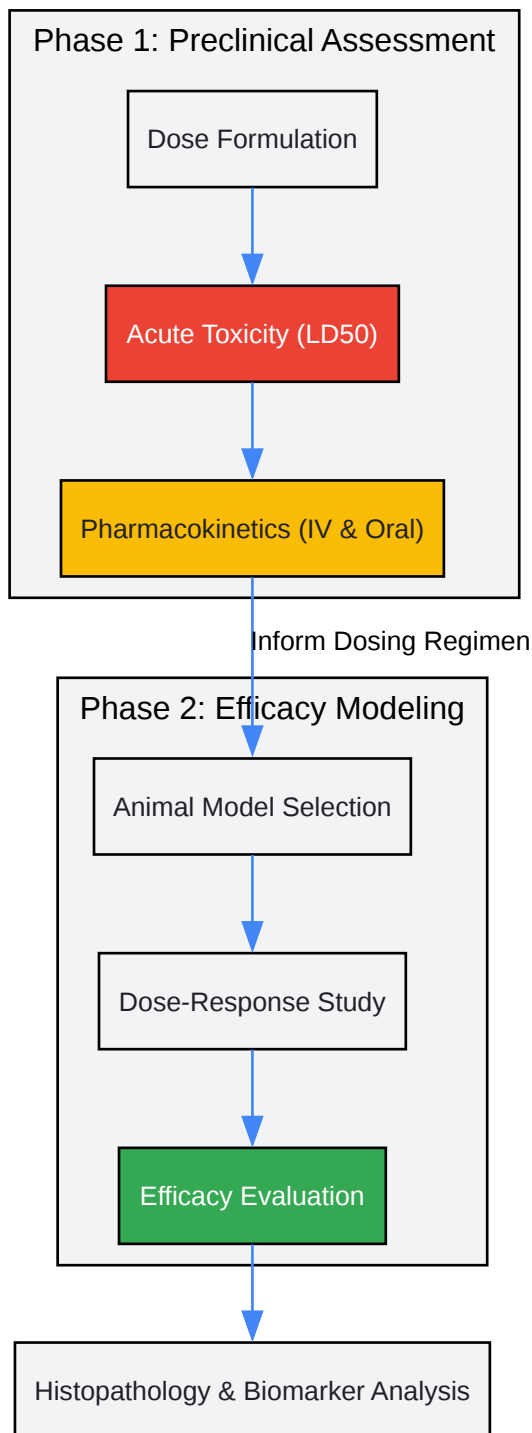 Phase 1: Preclinical Assessment
Dose Formulation
Acute Toxicity (LD50)
Pharmacokinetics (IV & Oral)
Inform Dosing Regimen
Phase 2: Efficacy Modeling
Animal Model Selection
Dose-Response Study
Efficacy Evaluation
Histopathology & Biomarker Analysis